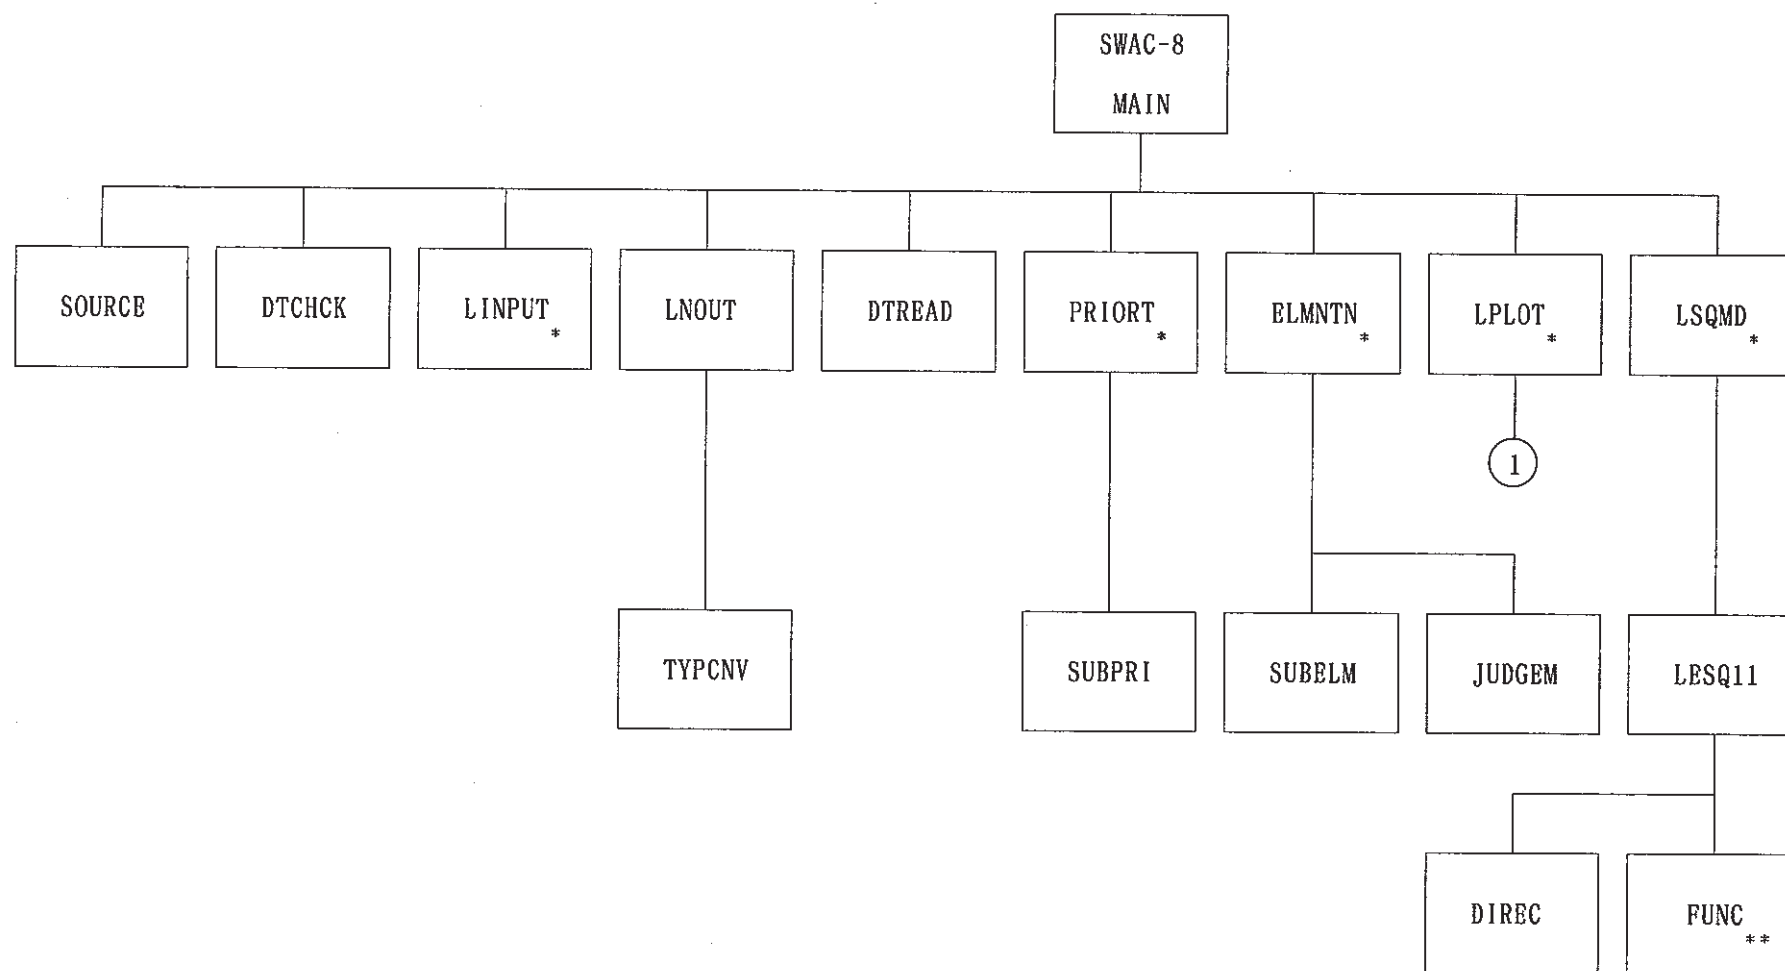 SWAC-8
MAIN
SOURCE
DTCHCK
LINPUT
*
LNOUT
DTREAD
PRIORT
*
ELMNTN
*
LPLOT
*
LSQMD
*
1
TYPCNV
SUBPRI
SUBELM
JUDGEM
LESQ11
DIREC
FUNC
**